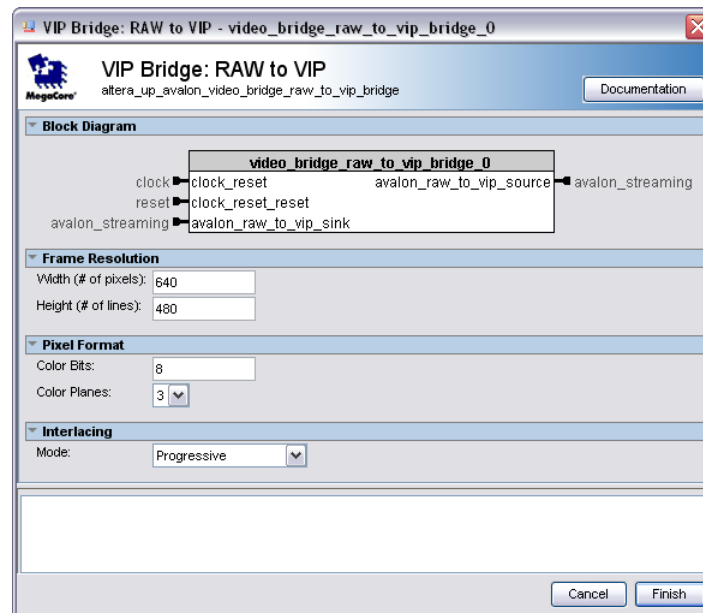 VIP Bridge: RAW to VIP - video_bridge_raw_to_vip_bridge_0
VIP Bridge: RAW to VIP
altera_up_avalon_video_bridge_raw_to_vip_bridge
MegaCore'
Documentation
Block Diagram
video_bridge_raw_to_vip_bridge_0
clock clock_reset avalon_raw_to_vip_source avalon_streaming
reset clock_reset_reset
avalon_streaming avalon_raw_to_vip_sink
Frame Resolution
Width (# of pixels): 640
Height (# of lines): 480
Pixel Format
Color Bits: 8
Color Planes: 3
Interlacing
Mode: Progressive
Cancel Finish